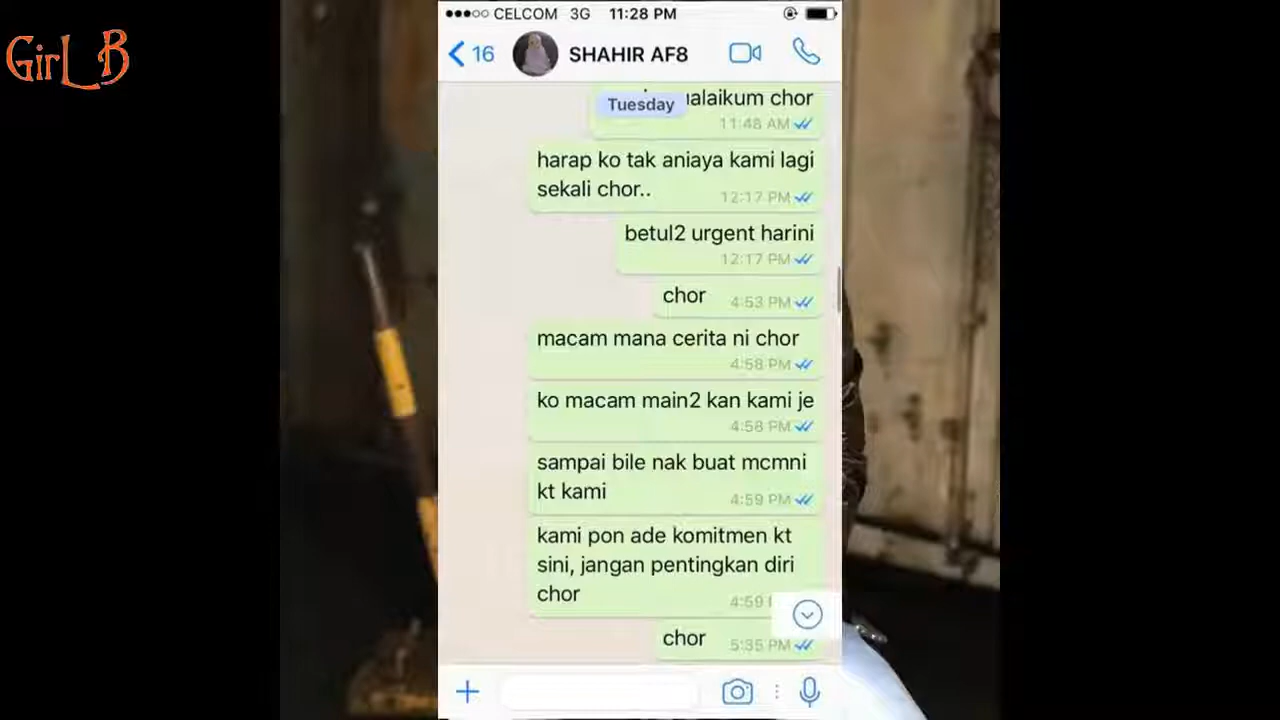 GirL B
CELCOM 3G 11:28 PM
16 SHAHIR AF8
Tuesday
chor
11:48 AM
harap ko tak aniaya kami lagi
sekali chor..
12:17 PM
betul2 urgent harini
12:17 PM
chor 4:53 PM
macam mana cerita ni chor
4:58 PM
ko macam main2 kan kami je
4:58 PM
sampai bile nak buat mcmni
kt kami
4:59 PM
kami pon ade komitmen kt
sini, jangan pentingkan diri
chor
4:59
chor 5:35 PM